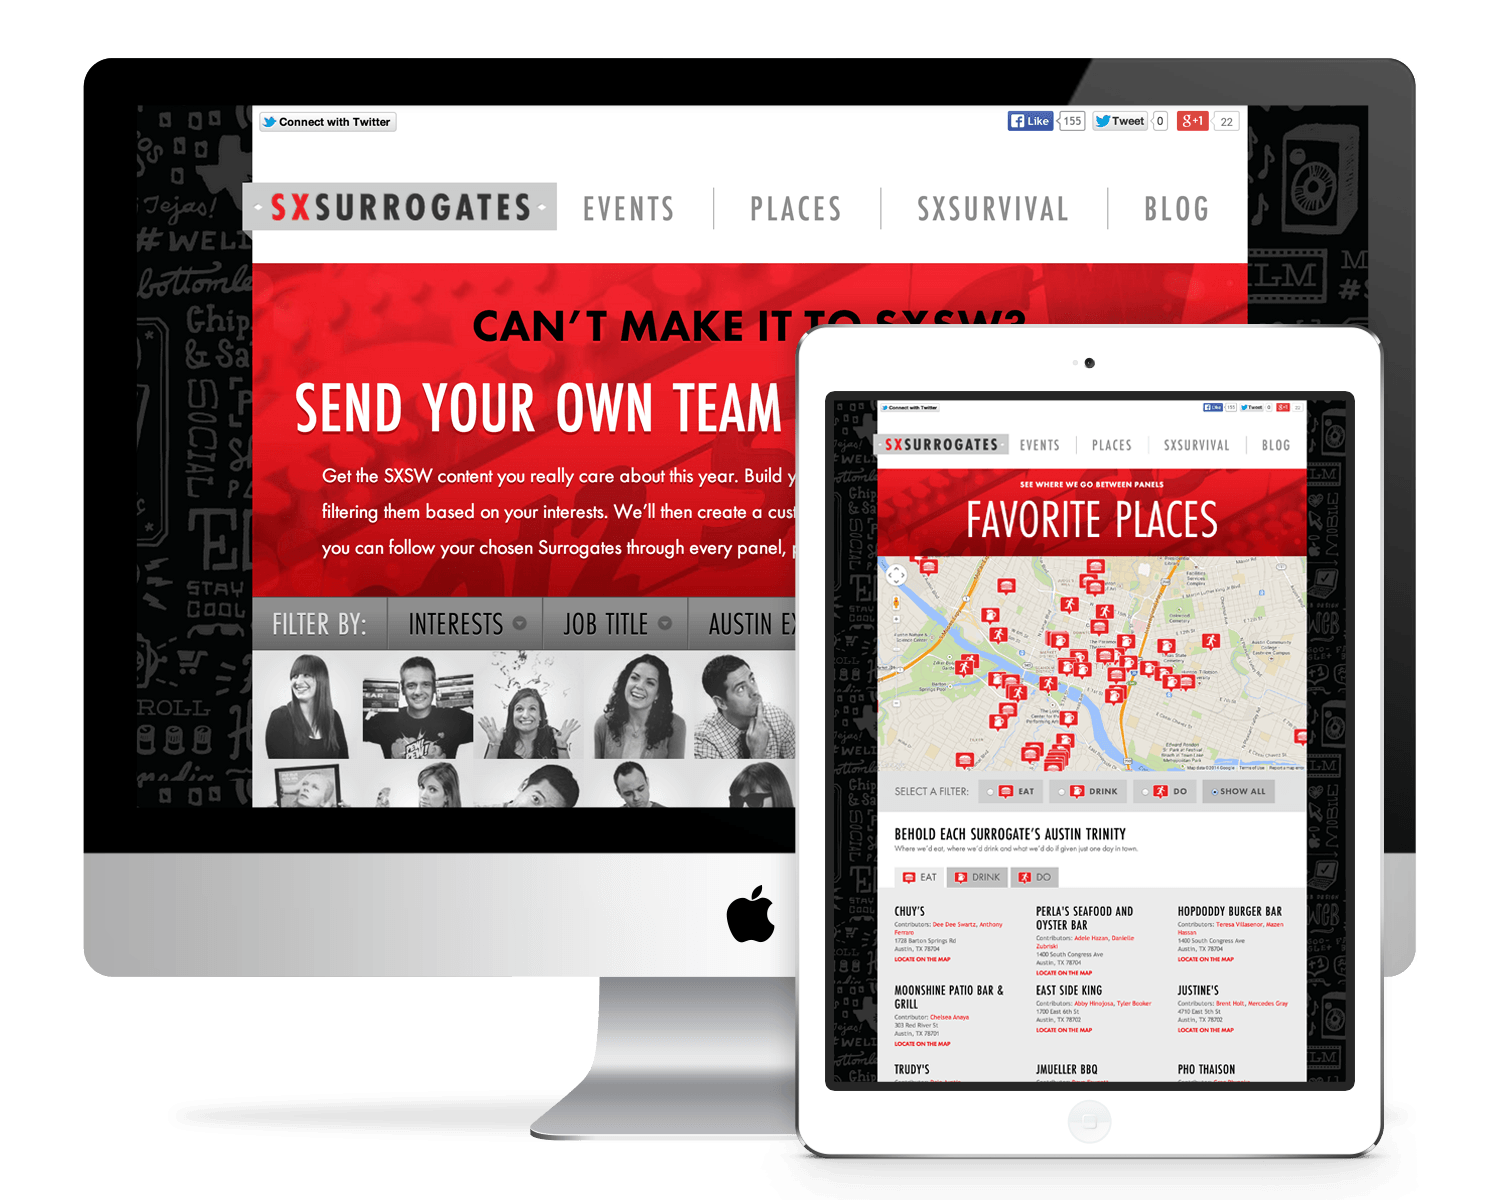 Connect with Twitter
Like 155 Tweet 0 g+1 22
SXSURROGATES EVENTS PLACES SXSURVIVAL BLOG
CAN'T MAKE IT TO SXSW?
SEND YOUR OWN TEAM
Get the SXSW content you really care about this year. Build
filtering them based on your interests. We'll then create a
you can follow your chosen Surrogates through every panel,
FILTER BY: INTERESTS JOB TITLE AUSTIN
Tejas!
#WELL
bottomle
Ghip
& Sa
SOCIAL
STAY
COOL
ROLL
Connect with Twitter
Like 155 Tweet 0 g+1 22
SXSURROGATES EVENTS PLACES SXSURVIVAL BLOG
SEE WHERE WE GO BETWEEN PANELS
FAVORITE PLACES
SELECT A FILTER: EAT DRINK DO SHOW ALL
BEHOLD EACH SURROGATE'S AUSTIN TRINITY
Where we'd eat, where we'd drink and what we'd do if given just one day in town.
EAT DRINK DO
CHUY'S
Contributors: Dee Dee Swartz, Anthony
Ferraro
1728 Barton Springs Rd
Austin, TX 78704
LOCATE ON THE MAP
PERLA'S SEAFOOD AND
OYSTER BAR
Contributors: Adele Hazan, Danielle
Zubriski
1400 South Congress Ave
Austin, TX 78704
LOCATE ON THE MAP
HOPDODDY BURGER BAR
Contributors: Teresa Villasenor, Mazen
Hassan
1400 South Congress Ave
Austin, TX 78704
LOCATE ON THE MAP
MOONSHINE PATIO BAR &
GRILL
Contributor: Chelsea Anaya
303 Red River St
Austin, TX 78701
LOCATE ON THE MAP
EAST SIDE KING
Contributors: Abby Hinojosa, Tyler Booker
1700 East 6th St
Austin, TX 78702
LOCATE ON THE MAP
JUSTINE'S
Contributors: Brent Holt, Mercedes Gray
4710 East 5th St
Austin, TX 78702
LOCATE ON THE MAP
TRUDY'S
JMUELLER BBQ
PHO THAISON